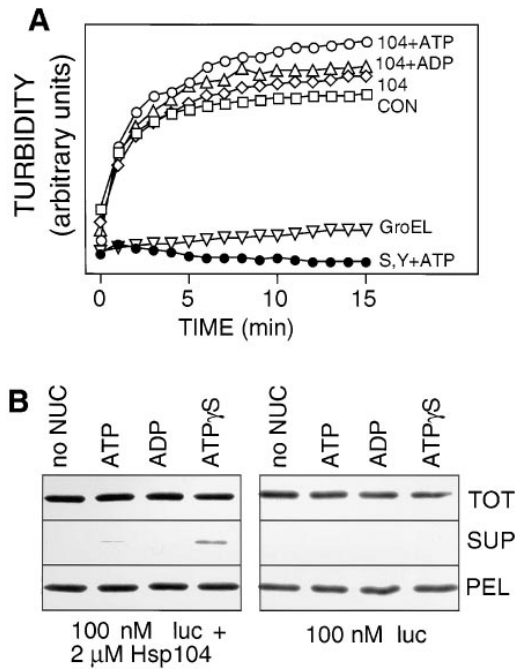 A
TURBIDITY
(arbitrary units)
104+ATP
104+ADP
104
CON
GroEL
S,Y+ATP
0 5 10 15
TIME (min)
B
no NUC ATP ADP ATPγS no NUC ATP ADP ATPγS
TOT
SUP
PEL
100 nM luc +
2 μM Hsp104
100 nM luc